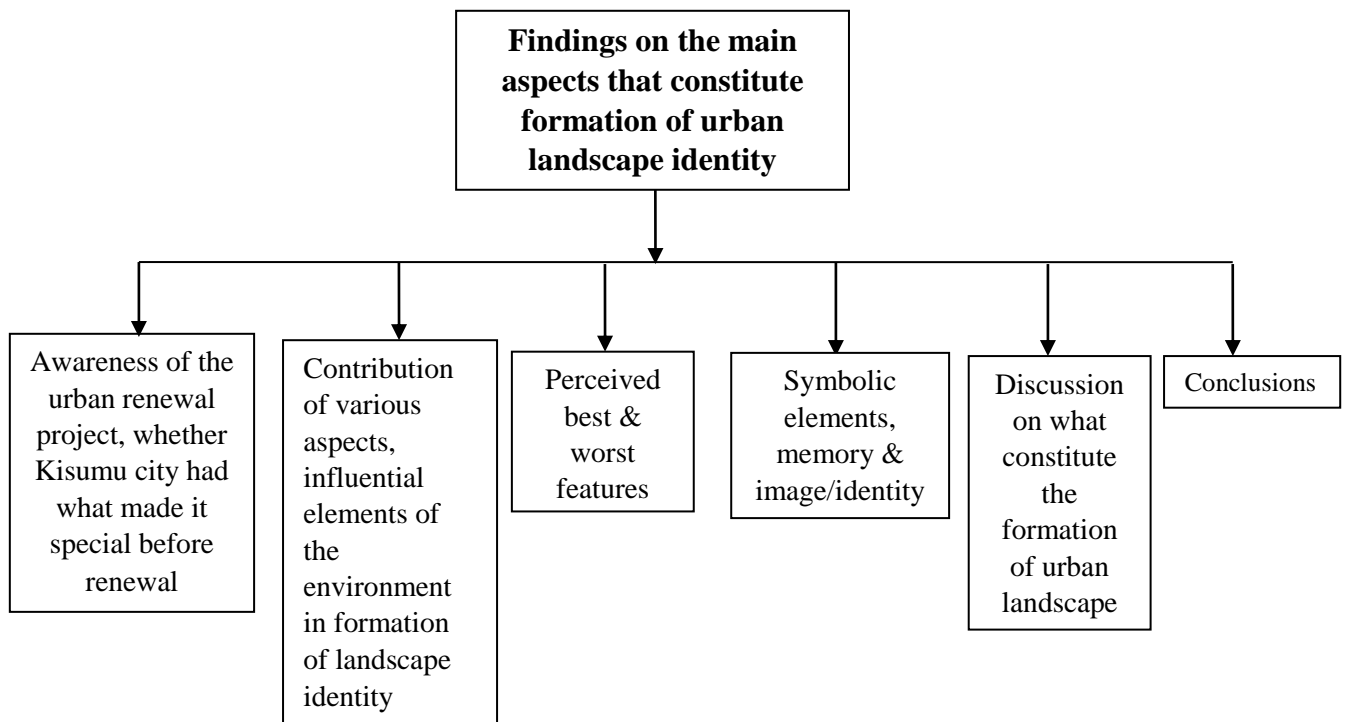 Findings on the main
aspects that constitute
formation of urban
landscape identity
Awareness of the
urban renewal
project, whether
Kisumu city had
what made it
special before
renewal
Contribution
of various
aspects,
influential
elements of
the
environment
in formation
of landscape
identity
Perceived
best &
worst
features
Symbolic
elements,
memory &
image/identity
Discussion
on what
constitute
the
formation
of urban
landscape
Conclusions